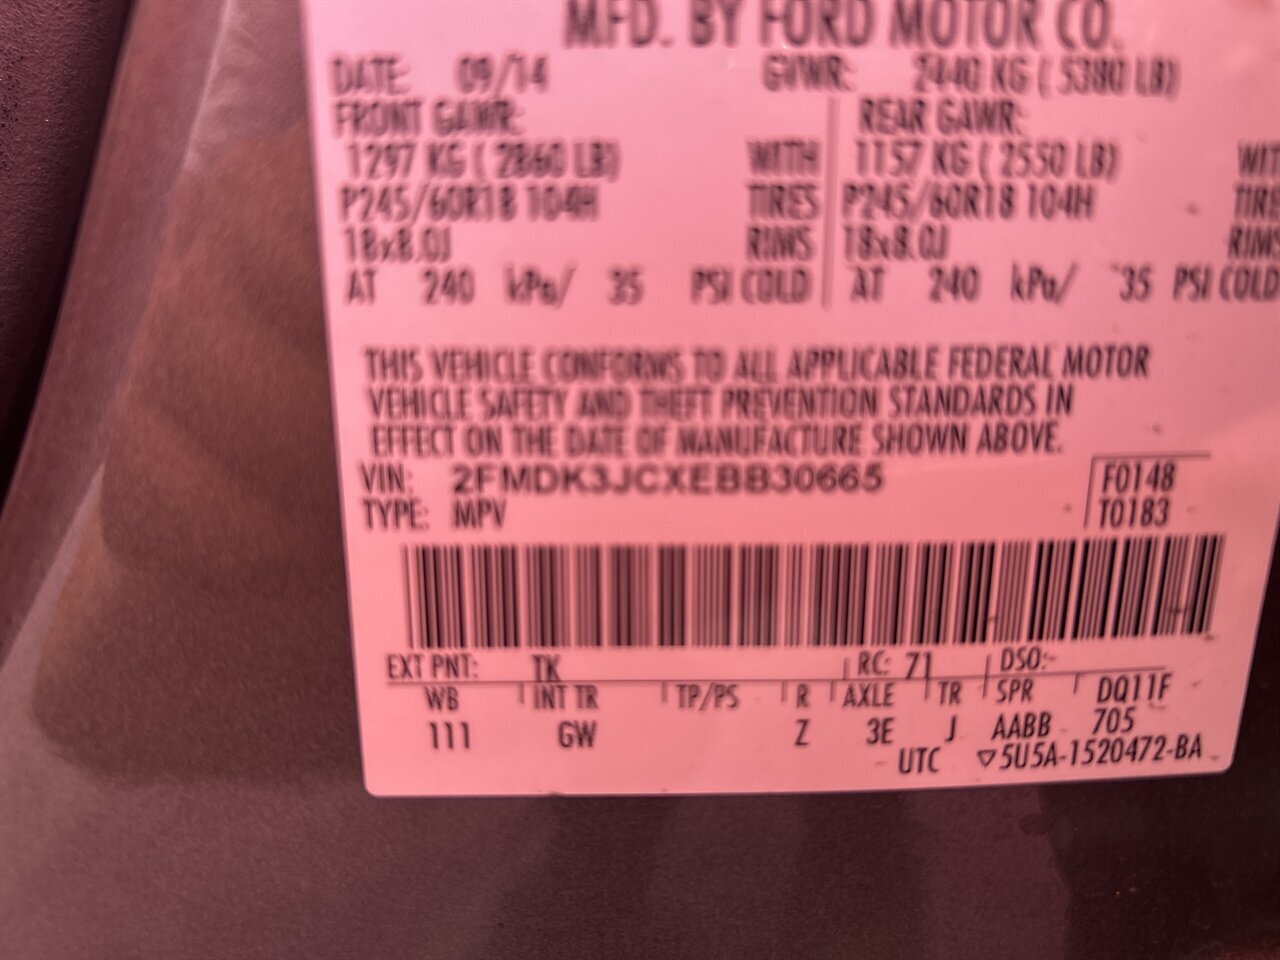 MFD. BY FORD MOTOR CO.
DATE: 09/14 GVWR: 2440 KG ( 5380 LB)
FRONT GAWR: REAR GAWR:
1297 KG ( 2860 LB) WITH 1157 KG ( 2550 LB) WIT
P245/60R18 104H TIRES P245/60R18 104H TIRE
18x8.0J RIMS 18x8.0J RIM
AT 240 kPa/ 35 PSI COLD AT 240 kPa/ 35 PSI COLD
THIS VEHICLE CONFORMS TO ALL APPLICABLE FEDERAL MOTOR
VEHICLE SAFETY AND THEFT PREVENTION STANDARDS IN
EFFECT ON THE DATE OF MANUFACTURE SHOWN ABOVE.
VIN: 2FMDK3JCXEBB30665 F0148
TYPE: MPV T0183
EXT PNT: TK RC: 71 DSO:
WB INT TR TP/PS R AXLE TR SPR DQ11F
111 GW Z 3E J AABB 705
UTC ▽5U5A-1520472-BA